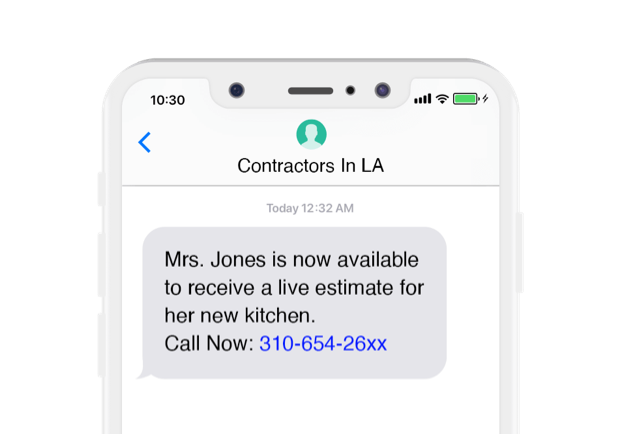 10:30
Contractors In LA
Today 12:32 AM
Mrs. Jones is now available
to receive a live estimate for
her new kitchen.
Call Now: 310-654-26xx